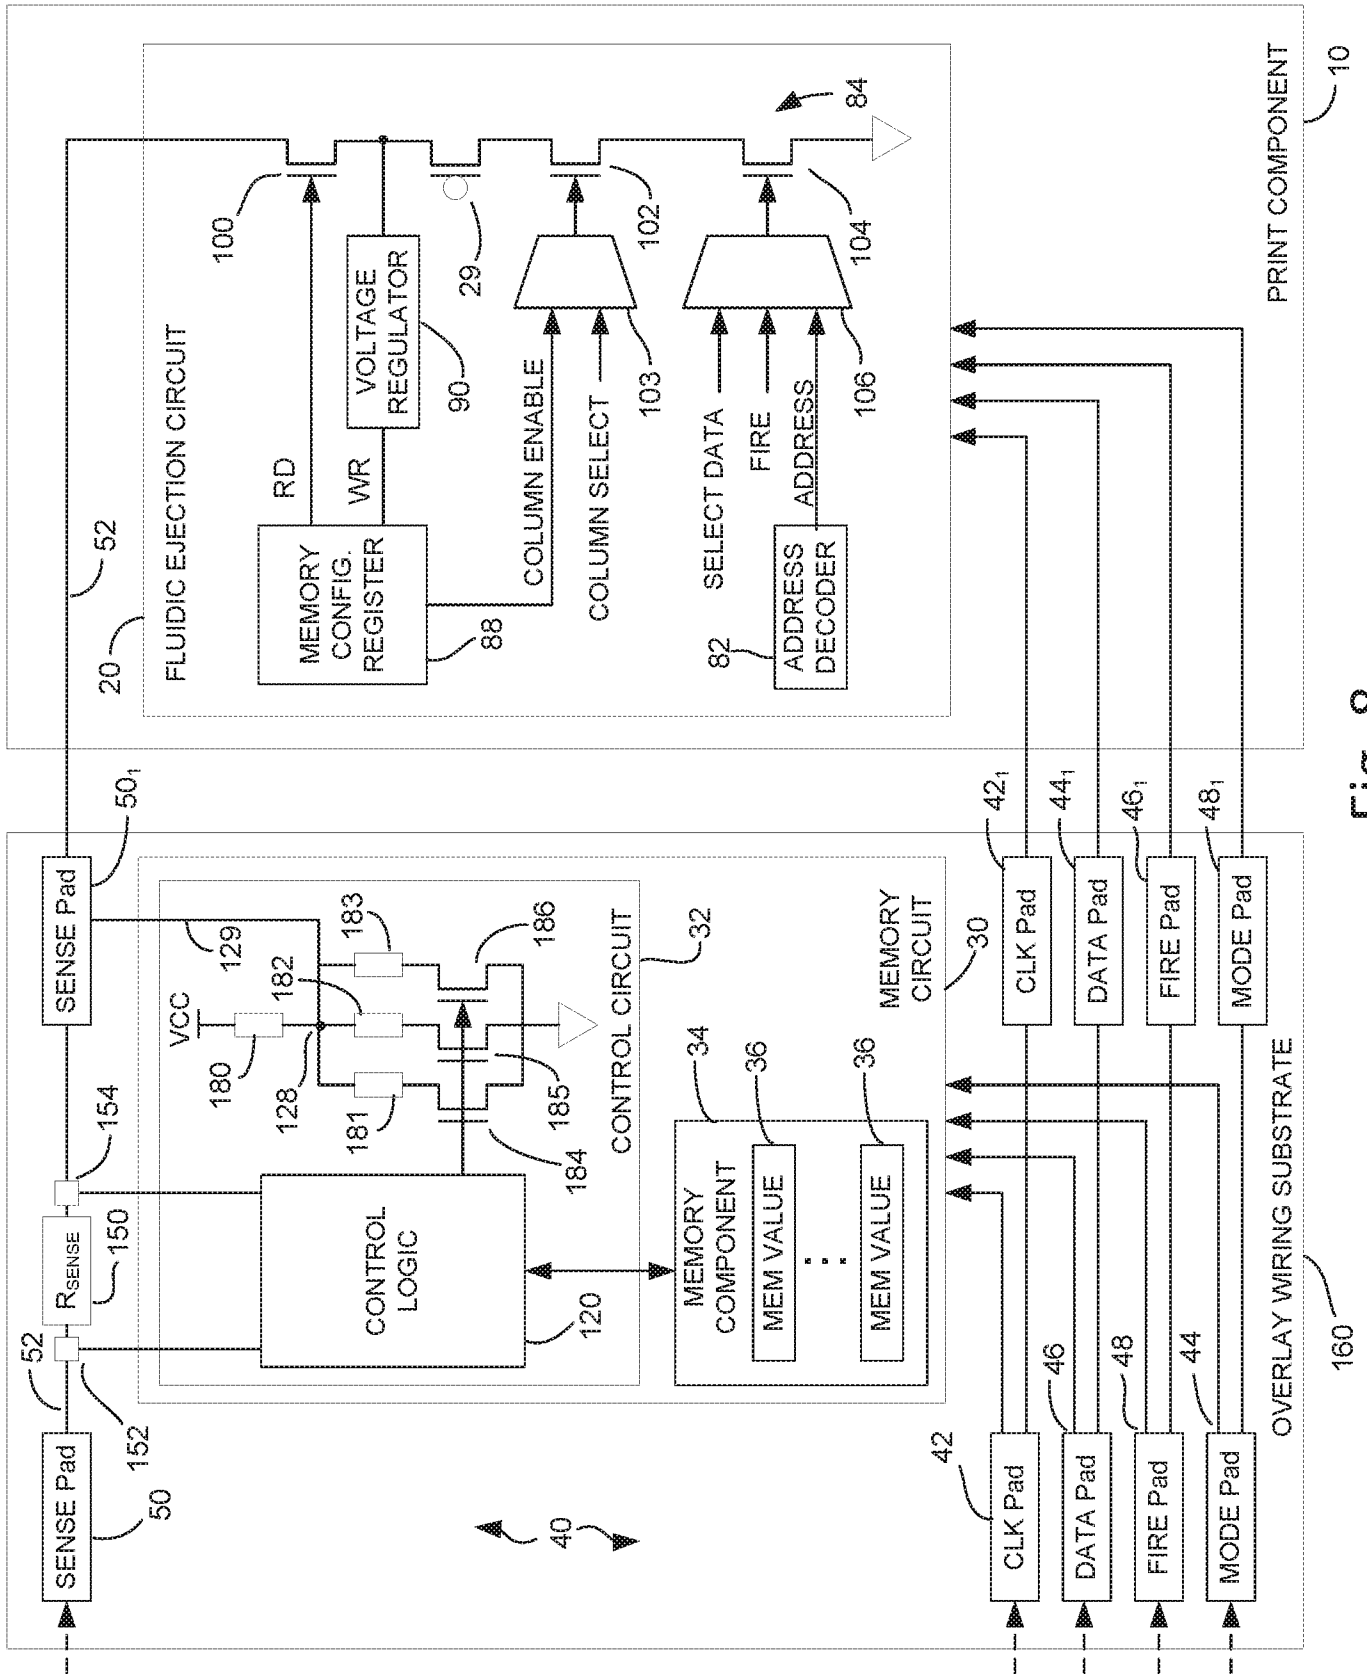 SENSE Pad
50
52
152
RSENSE
150
154
SENSE Pad
50₁
52
129
VCC
180
128
181
182
183
184
185
186
CONTROL
LOGIC
120
CONTROL CIRCUIT
32
MEMORY
COMPONENT
34
MEM VALUE
36
...
MEM VALUE
36
MEMORY
CIRCUIT
30
40
CLK Pad
42
DATA Pad
46
FIRE Pad
48
MODE Pad
44
CLK Pad
42₁
DATA Pad
44₁
FIRE Pad
46₁
MODE Pad
48₁
OVERLAY WIRING SUBSTRATE
160
20
FLUIDIC EJECTION CIRCUIT
MEMORY
CONFIG.
REGISTER
88
RD
WR
VOLTAGE
REGULATOR
90
100
29
COLUMN ENABLE
COLUMN SELECT
103
102
SELECT DATA
FIRE
ADDRESS
ADDRESS
DECODER
82
106
104
84
PRINT COMPONENT
10